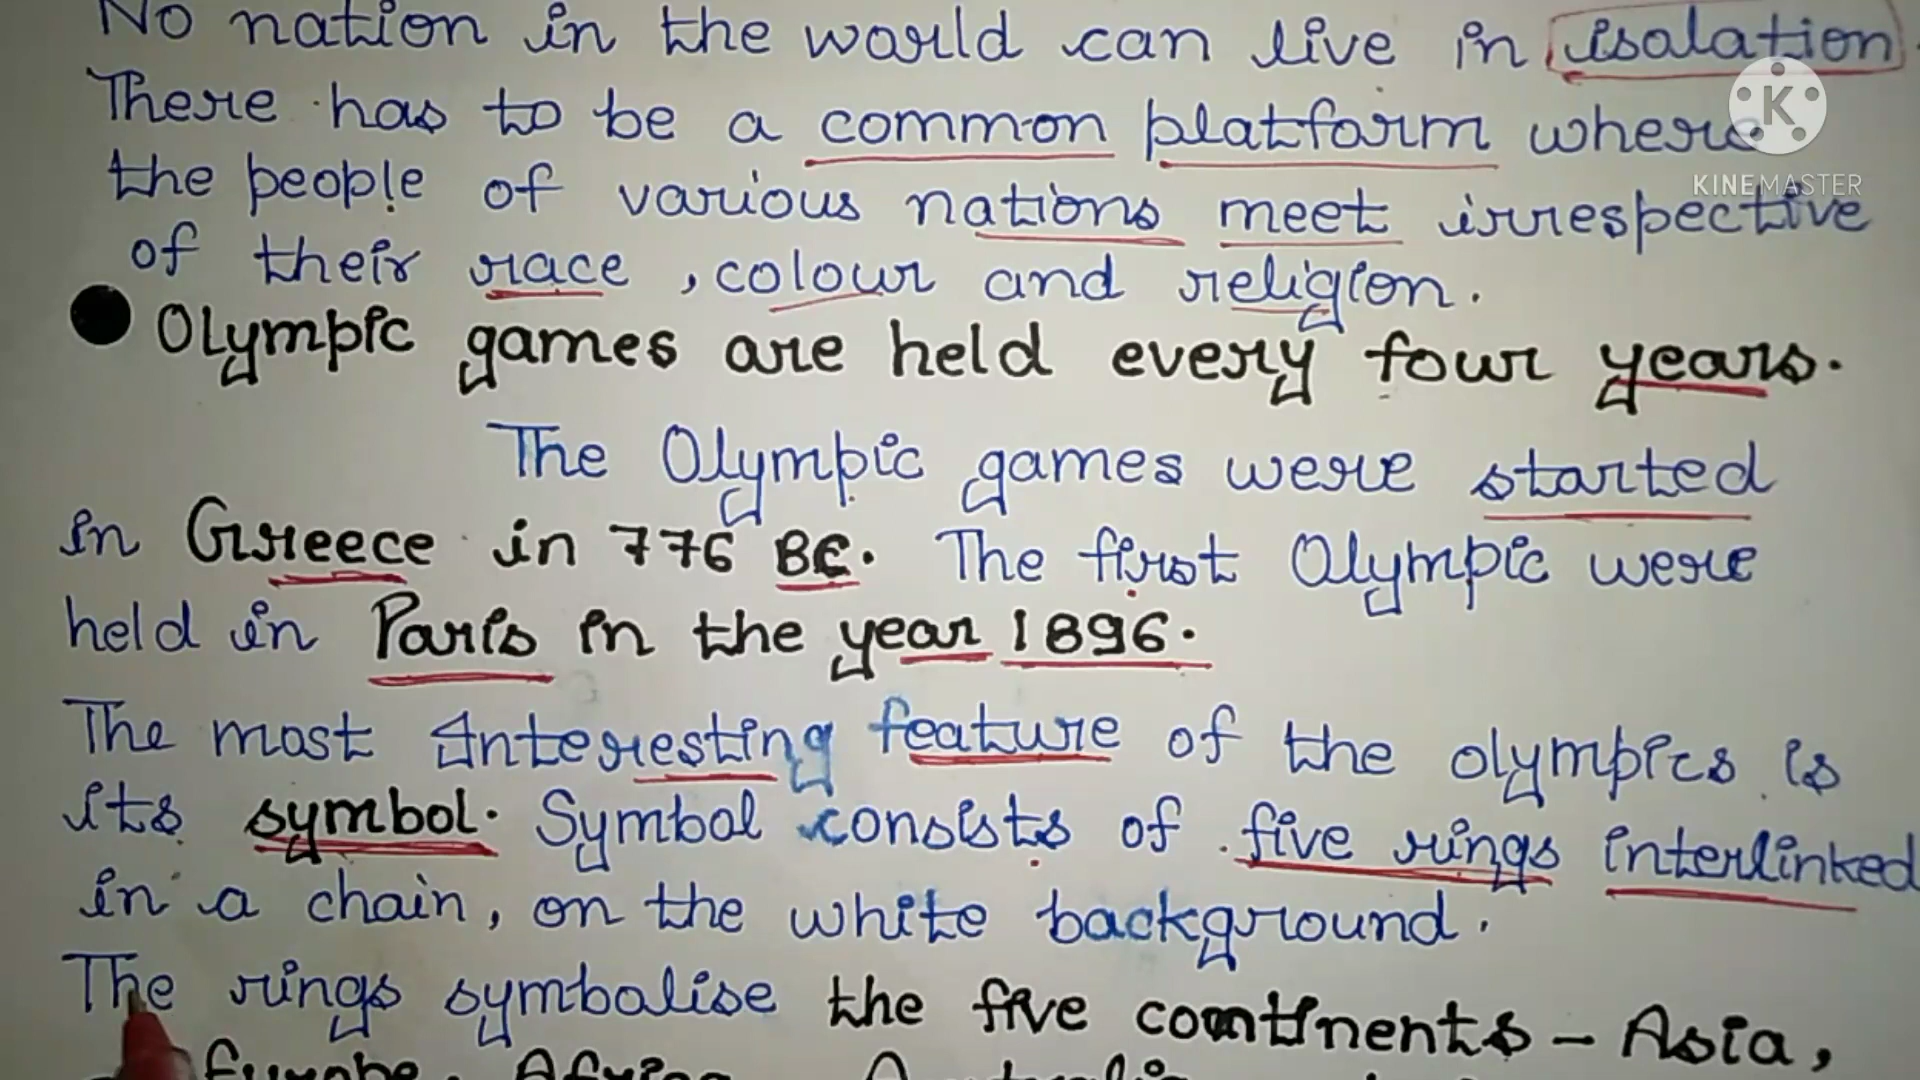 No nation in the world can live in isolation.
There has to be a common platform where
the people of various nations meet irrespective
of their race, colour and religion.
Olympic games are held every four years.
The Olympic games were started
in Greece in 776 BC. The first Olympic were
held in Paris in the year 1896.
The most Interesting feature of the olympics is
its symbol. Symbol consists of five rings interlinked
in a chain, on the white background.
The rings symbolise the five continents - Asia,
Europe, Africa, Australia
KINEMASTER